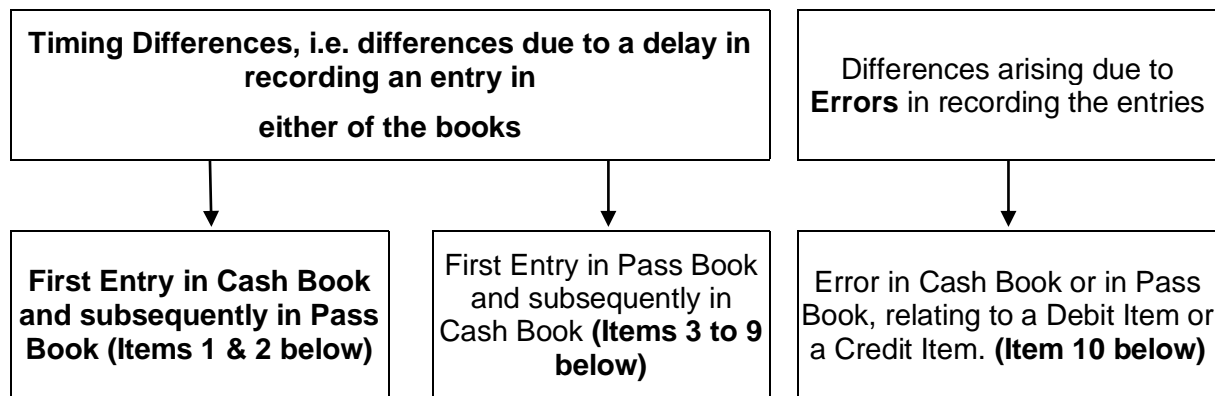 Timing Differences, i.e. differences due to a delay in
recording an entry in
either of the books
Differences arising due to
Errors in recording the entries
First Entry in Cash Book
and subsequently in Pass
Book (Items 1 & 2 below)
First Entry in Pass Book
and subsequently in
Cash Book (Items 3 to 9
below)
Error in Cash Book or in Pass
Book, relating to a Debit Item or
a Credit Item. (Item 10 below)